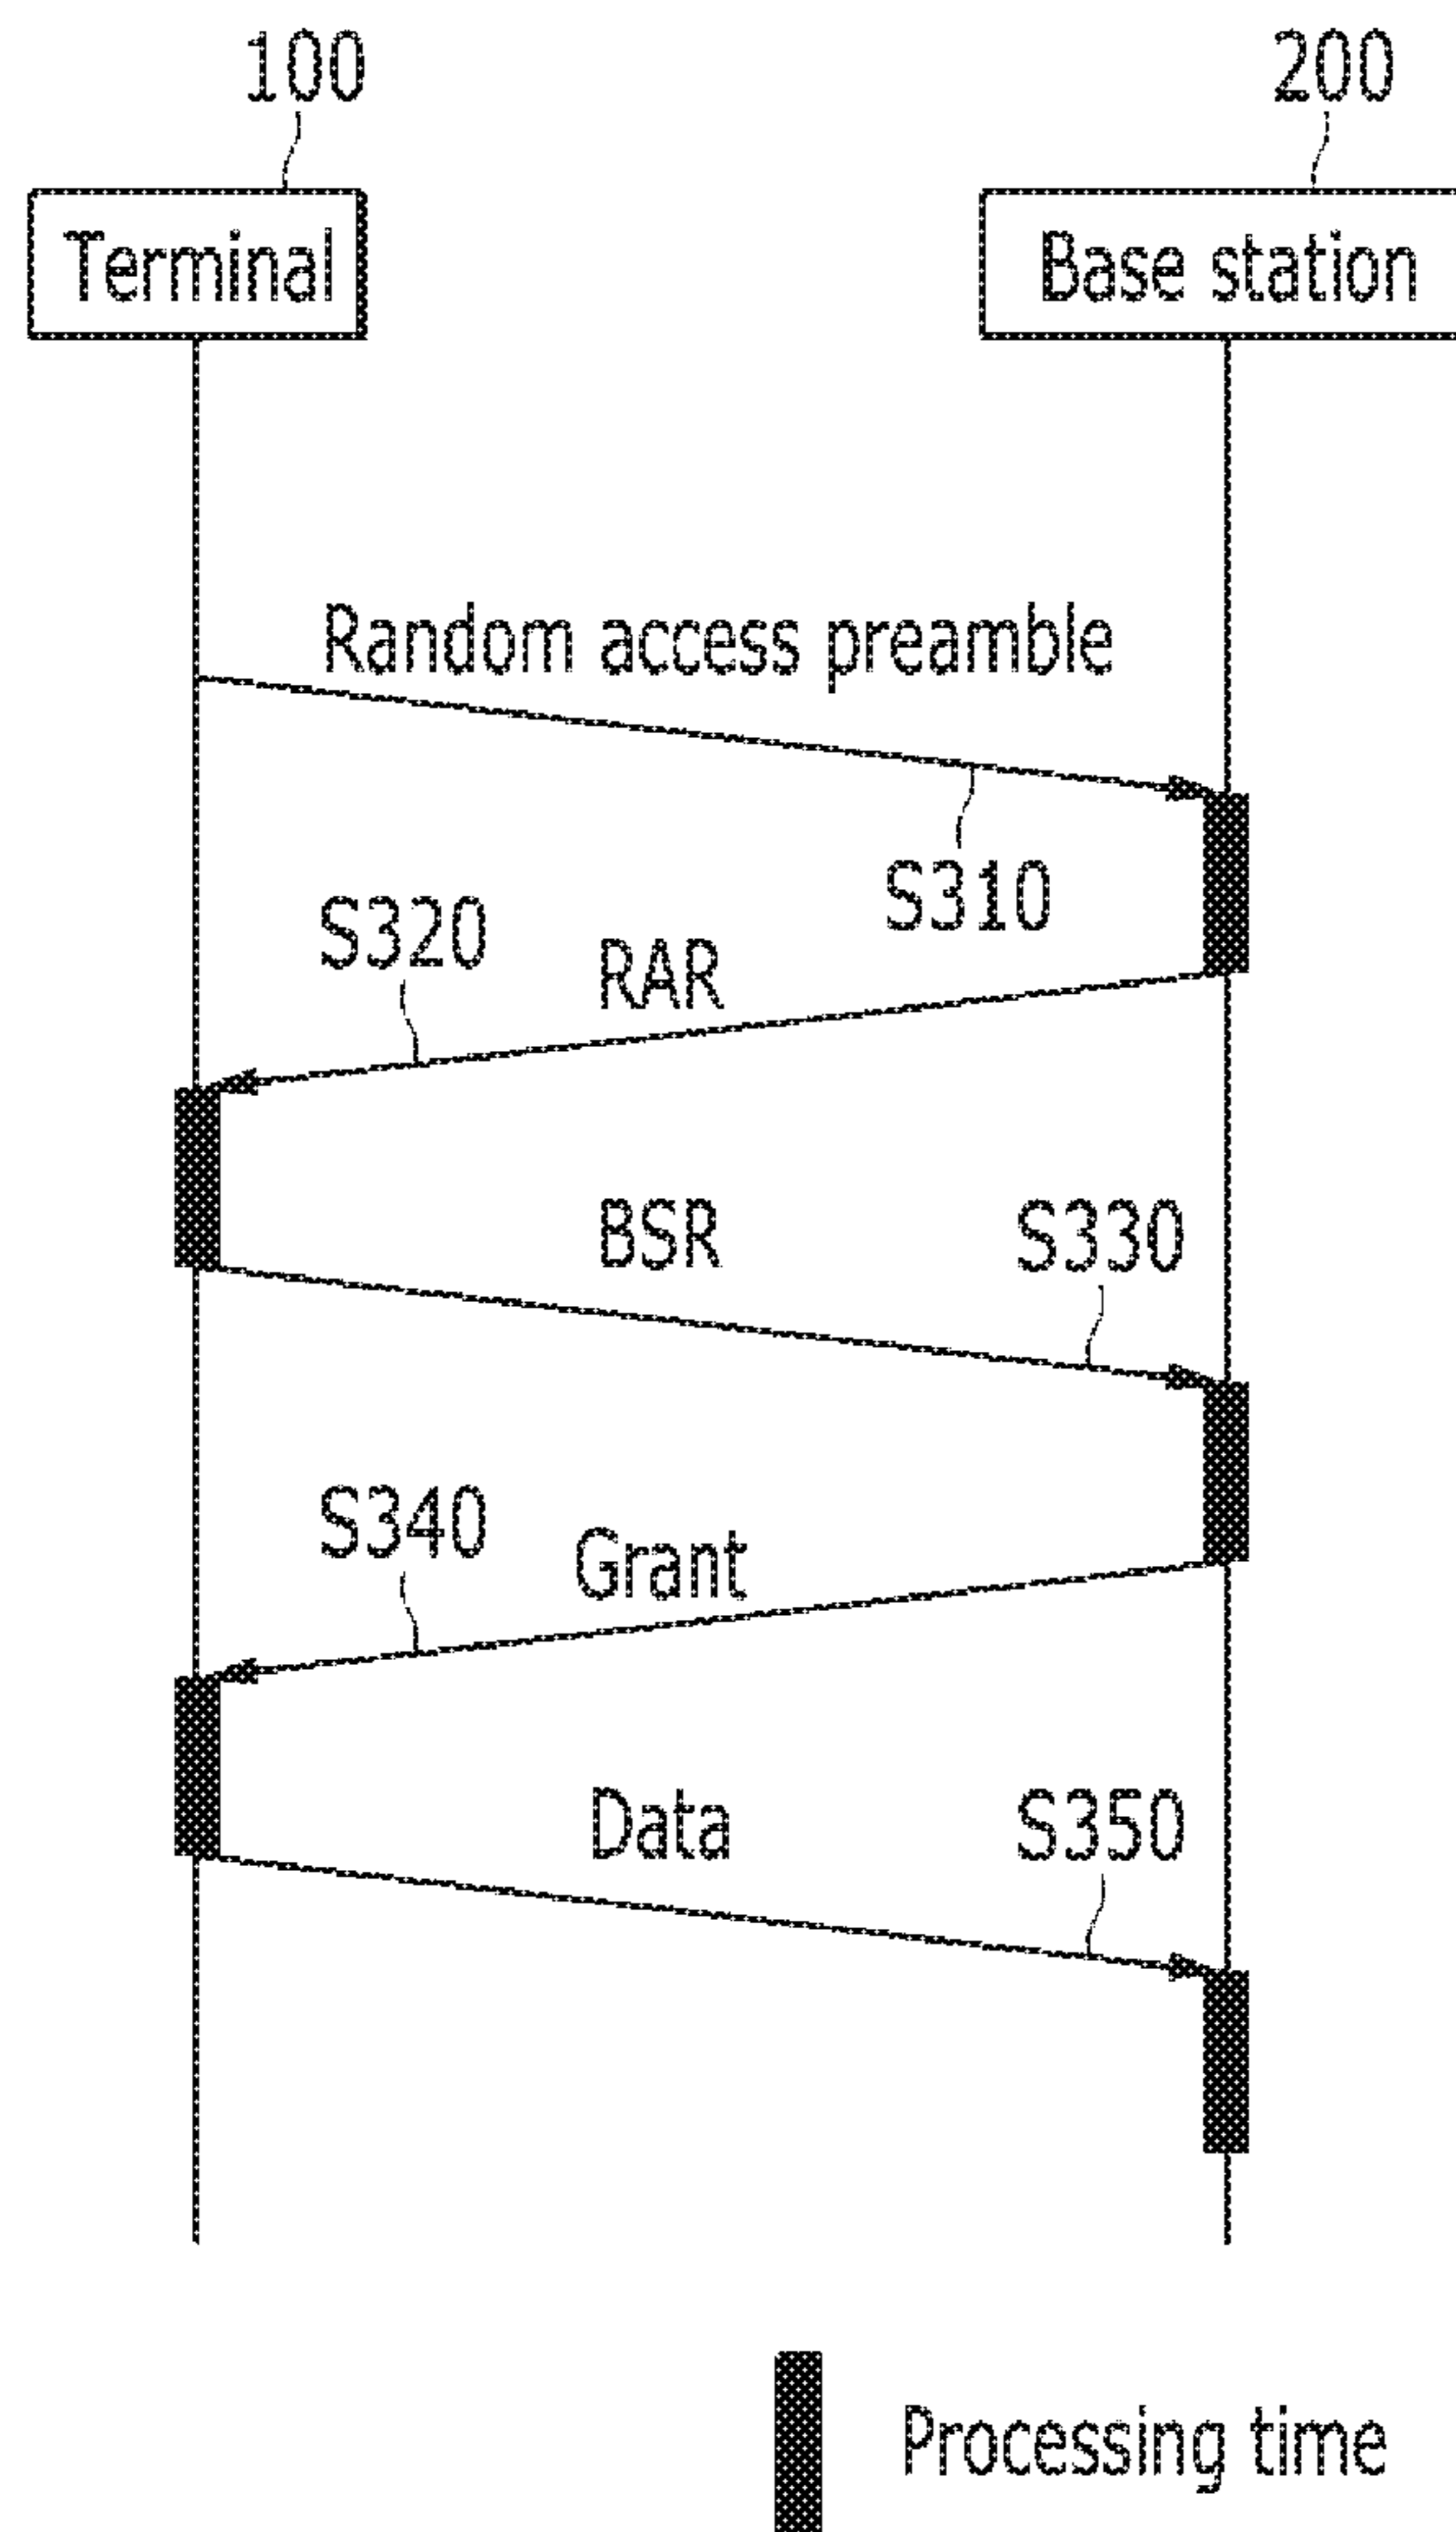 100
200
Terminal
Base station
Random access preamble
S310
S320
RAR
BSR
S330
S340
Grant
Data
S350
Processing time